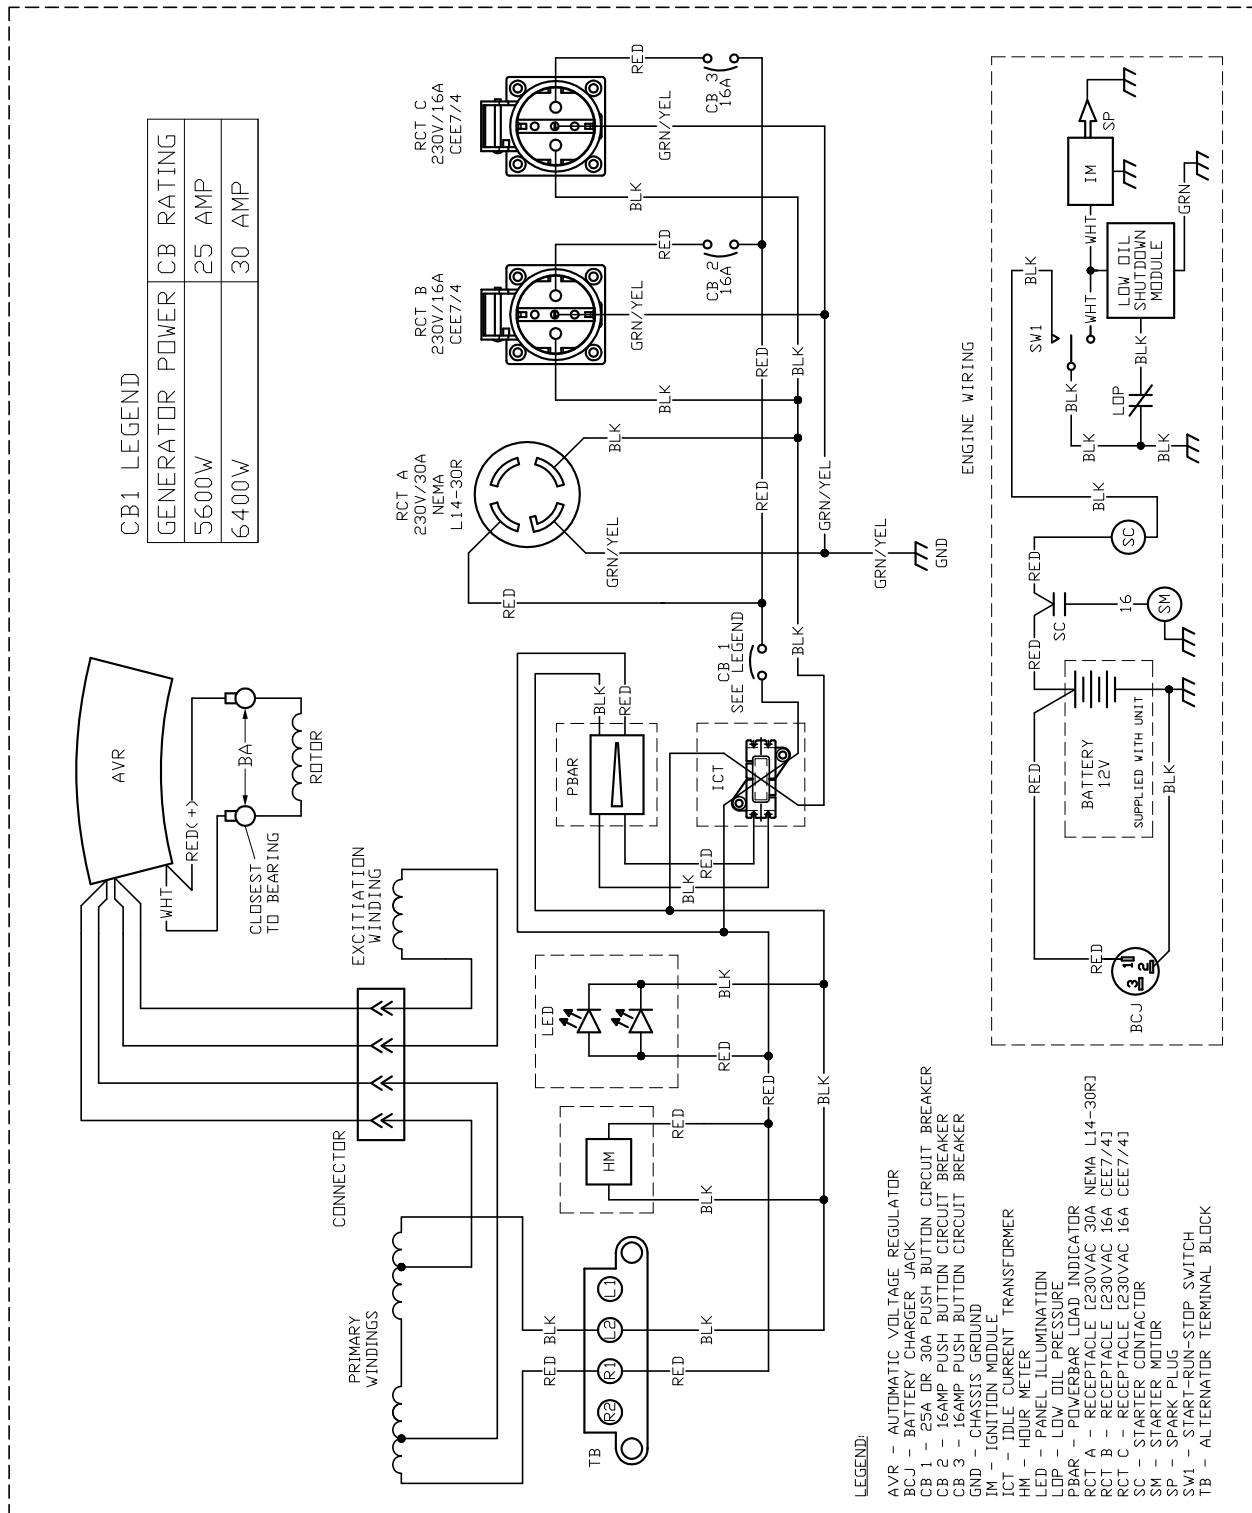 CB1 LEGEND
GENERATOR POWER CB RATING
5600W 25 AMP
6400W 30 AMP
AVR
RED(+)
WHT
BA
ROTOR
CLOSEST
TO BEARING
EXCITIATION
WINDING
CONNECTOR
PRIMARY
WINDINGS
RED
BLK
TB
R2
R1
L2
L1
BLK
RED
HM
RED
BLK
RED
BLK
LED
BLK
RED
PBAR
BLK
RED
RED
BLK
ICT
CB 1
SEE LEGEND
BLK
RED
RCT A
230V/30A
NEMA
L14-30R
BLK
GRN/YEL
RED
BLK
GRN/YEL
GRN/YEL
GND
RCT B
230V/16A
CEE7/4
RED
GRN/YEL
BLK
CB 2
16A
RED
BLK
RCT C
230V/16A
CEE7/4
RED
GRN/YEL
BLK
CB 3
16A
ENGINE WIRING
SP
IM
WHT
GRN
LOW OIL
SHUTDOWN
MODULE
BLK
SW1
WHT
BLK
BLK
LOP
BLK
BLK
BLK
SC
RED
SC
16
SM
RED
RED
BATTERY
12V
SUPPLIED WITH UNIT
BLK
RED
1
2
3
BCJ
LEGEND:
AVR - AUTOMATIC VOLTAGE REGULATOR
BCJ - BATTERY CHARGER JACK
CB 1 - 25A OR 30A PUSH BUTTON CIRCUIT BREAKER
CB 2 - 16AMP PUSH BUTTON CIRCUIT BREAKER
CB 3 - 16AMP PUSH BUTTON CIRCUIT BREAKER
GND - CHASSIS GROUND
IM - IGNITION MODULE
ICT - IDLE CURRENT TRANSFORMER
HM - HOUR METER
LED - PANEL ILLUMINATION
LOP - LOW OIL PRESSURE
PBAR - POWERBAR LOAD INDICATOR
RCT A - RECEPTACLE [230VAC 30A NEMA L14-30R]
RCT B - RECEPTACLE [230VAC 16A CEE7/4]
RCT C - RECEPTACLE [230VAC 16A CEE7/4]
SC - STARTER CONTACTOR
SM - STARTER MOTOR
SP - SPARK PLUG
SW1 - START-RUN-STOP SWITCH
TB - ALTERNATOR TERMINAL BLOCK